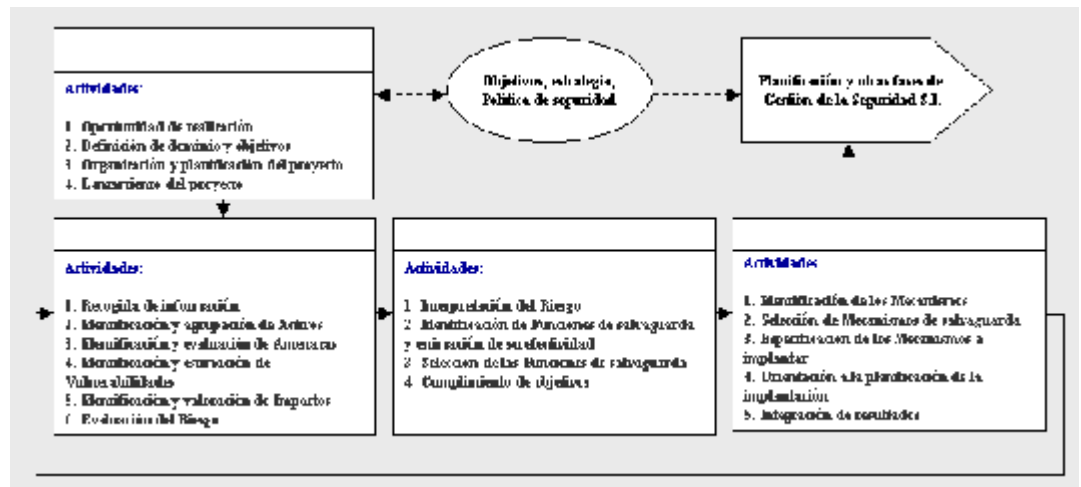 Actividades:
1. Oportunidad de realización
2. Definición de dominio y objetivos
3. Organización y planificación del proyecto
4. Lanzamiento del proyecto
Objetivos, estrategia,
Política de seguridad
Planificación y otras fases de
Gestión de la Seguridad S.I.
Actividades:
1. Recogida de información
2. Identificación y agrupación de Activos
3. Identificación y evaluación de Amenazas
4. Identificación y estimación de
Vulnerabilidades
5. Identificación y valoración de Impactos
6. Evaluación del Riesgo
Actividades:
1. Interpretación del Riesgo
2. Identificación de Funciones de salvaguarda
y estimación de su efectividad
3. Selección de las Funciones de salvaguarda
4. Cumplimiento de objetivos
Actividades
1. Identificación de los Mecanismos
2. Selección de Mecanismos de salvaguarda
3. Especificación de los Mecanismos a
implantar
4. Orientación a la planificación de la
implantación
5. Integración de resultados